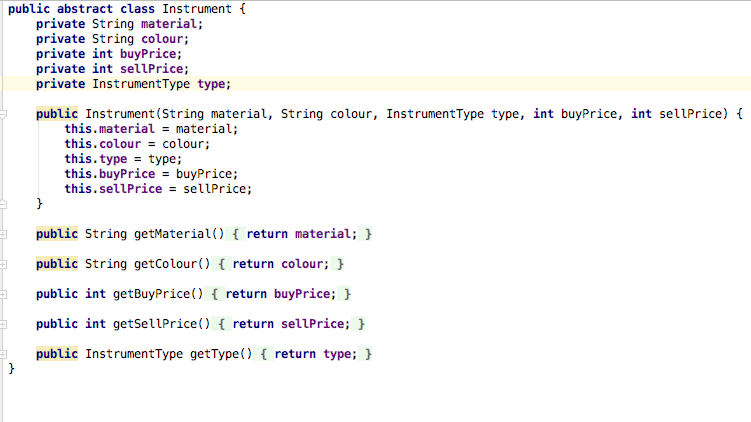 public abstract class Instrument {
private String material;
private String colour;
private int buyPrice;
private int sellPrice;
private InstrumentType type;
public Instrument(String material, String colour, InstrumentType type, int buyPrice, int sellPrice) {
this.material = material;
this.colour = colour;
this.type = type;
this.buyPrice = buyPrice;
this.sellPrice = sellPrice;
}
public String getMaterial() { return material; }
public String getColour() { return colour; }
public int getBuyPrice() { return buyPrice; }
public int getSellPrice() { return sellPrice; }
public InstrumentType getType() { return type; }
}